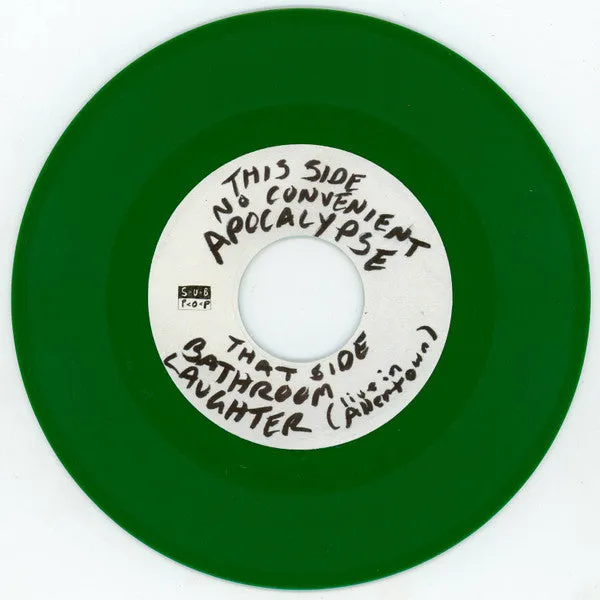 THIS SIDE
NO CONVENIENT
APOCALYPSE
SUB
POP
THAT SIDE
BATHROOM
LAUGHTER (live in
Allentown)